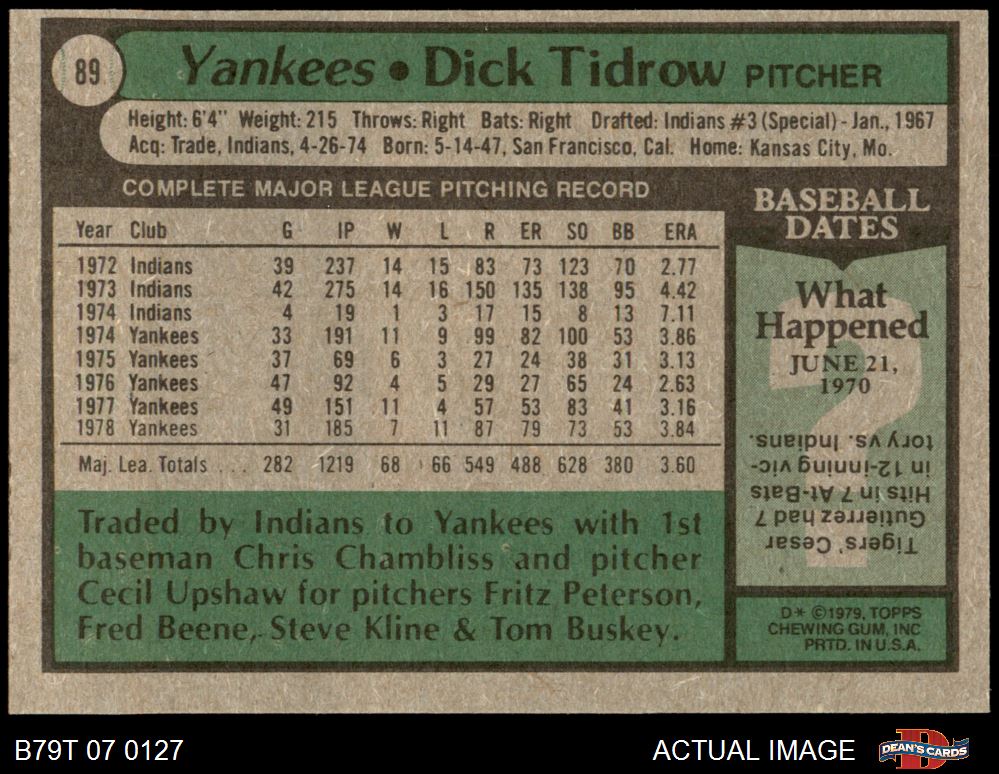 89
Yankees • Dick Tidrow PITCHER
Height: 6'4" Weight: 215 Throws: Right Bats: Right Drafted: Indians #3 (Special) - Jan., 1967
Acq: Trade, Indians, 4-26-74 Born: 5-14-47, San Francisco, Cal. Home: Kansas City, Mo.
COMPLETE MAJOR LEAGUE PITCHING RECORD
Year Club G IP W L R ER SO BB ERA
1972 Indians 39 237 14 15 83 73 123 70 2.77
1973 Indians 42 275 14 16 150 135 138 95 4.42
1974 Indians 4 19 1 3 17 15 8 13 7.11
1974 Yankees 33 191 11 9 99 82 100 53 3.86
1975 Yankees 37 69 6 3 27 24 38 31 3.13
1976 Yankees 47 92 4 5 29 27 65 24 2.63
1977 Yankees 49 151 11 4 57 53 83 41 3.16
1978 Yankees 31 185 7 11 87 79 73 53 3.84
Maj. Lea. Totals ... 282 1219 68 66 549 488 628 380 3.60
Traded by Indians to Yankees with 1st
baseman Chris Chambliss and pitcher
Cecil Upshaw for pitchers Fritz Peterson,
Fred Beene, Steve Kline & Tom Buskey.
BASEBALL
DATES
What
Happened
JUNE 21,
1970
?
Tigers' Cesar
Gutierrez had 7
Hits in 7 At-Bats
in 12-inning vic-
tory vs. Indians.
D* ©1979, TOPPS
CHEWING GUM, INC
PRTD. IN U.S.A.
B79T 07 0127
ACTUAL IMAGE
D
DEAN'S CARDS